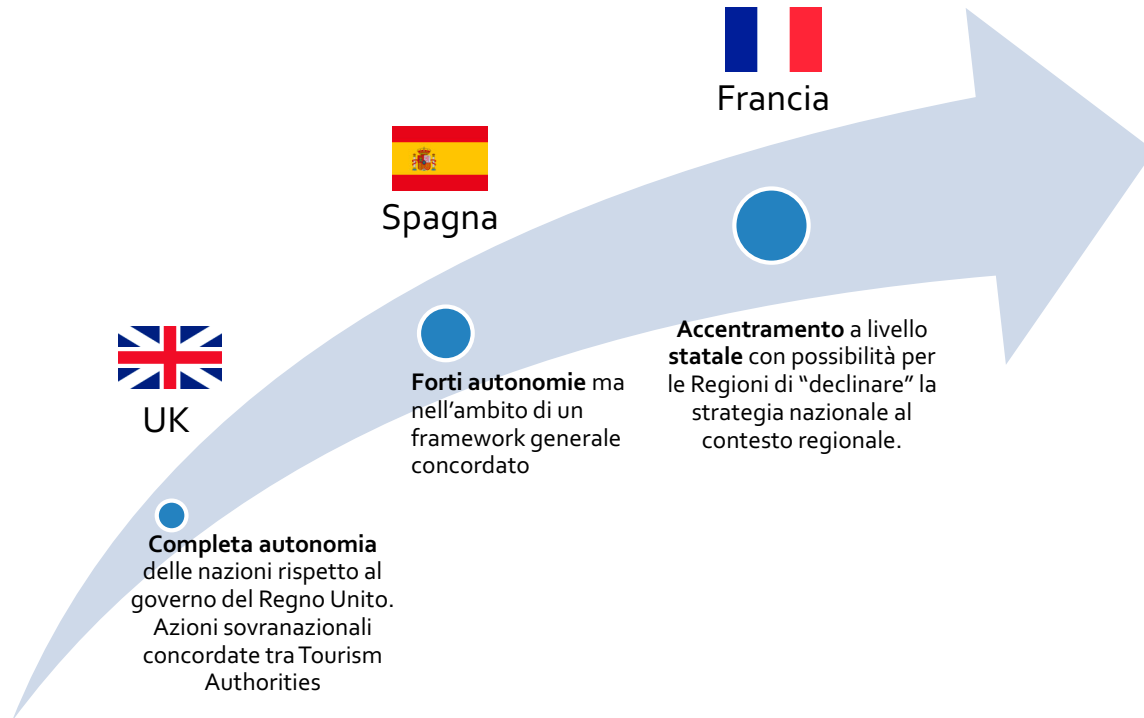 UK
Completa autonomia
delle nazioni rispetto al
governo del Regno Unito.
Azioni sovranazionali
concordate tra Tourism
Authorities
Spagna
Forti autonomie ma
nell'ambito di un
framework generale
concordato
Francia
Accentramento a livello
statale con possibilità per
le Regioni di “declinare” la
strategia nazionale al
contesto regionale.